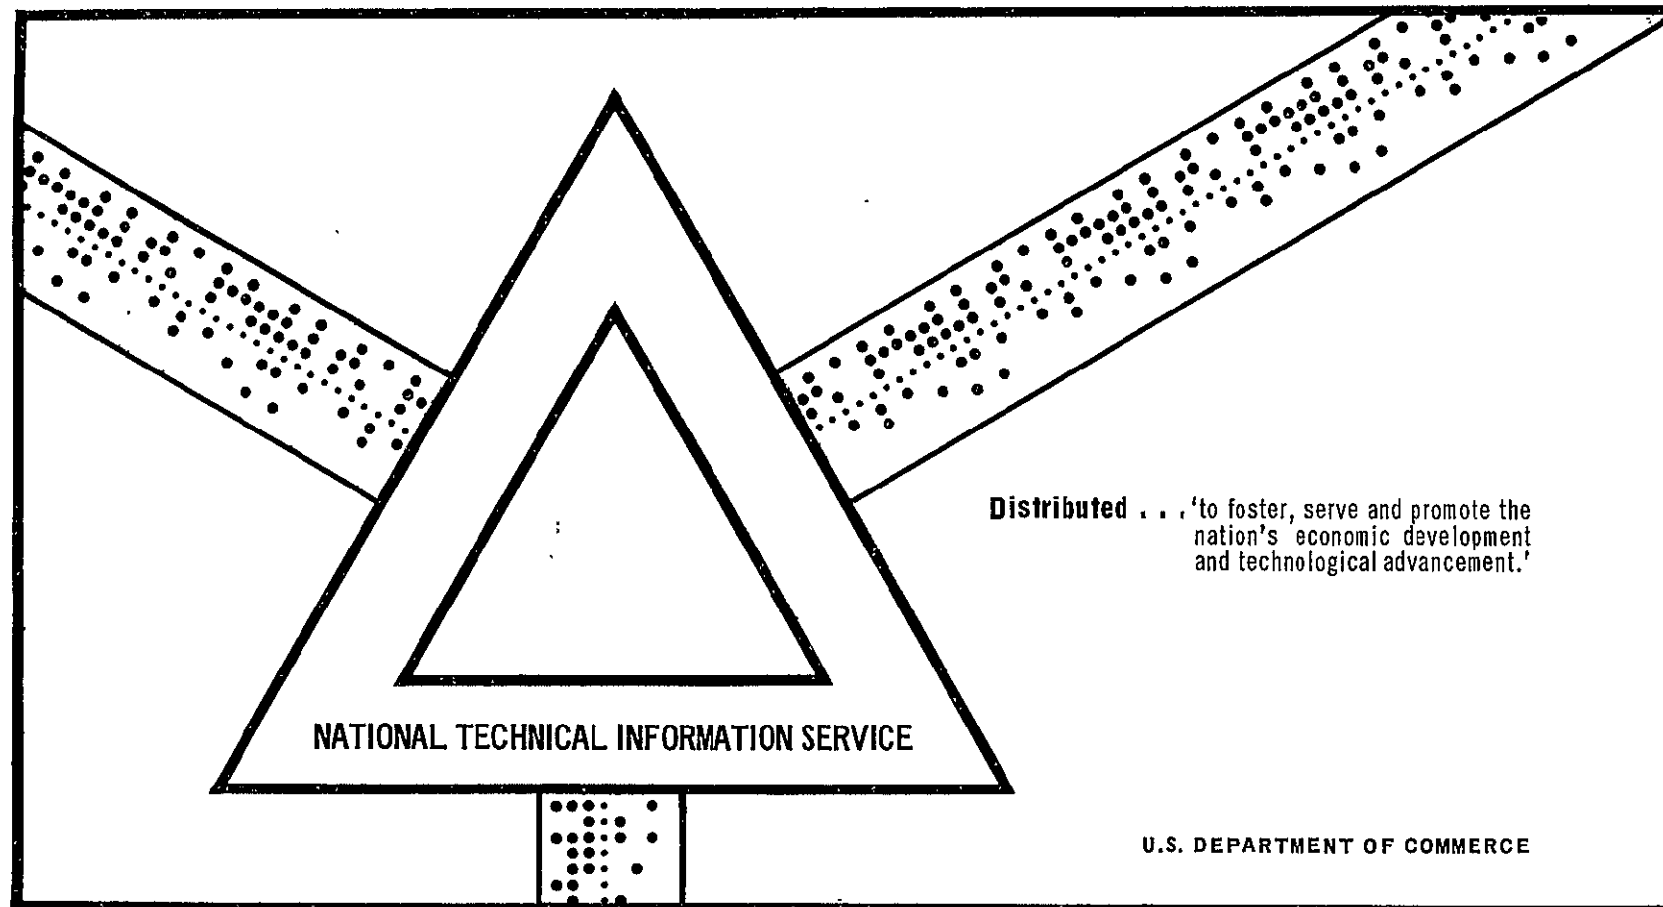 Distributed . . . 'to foster, serve and promote the
nation's economic development
and technological advancement.'
NATIONAL TECHNICAL INFORMATION SERVICE
U.S. DEPARTMENT OF COMMERCE